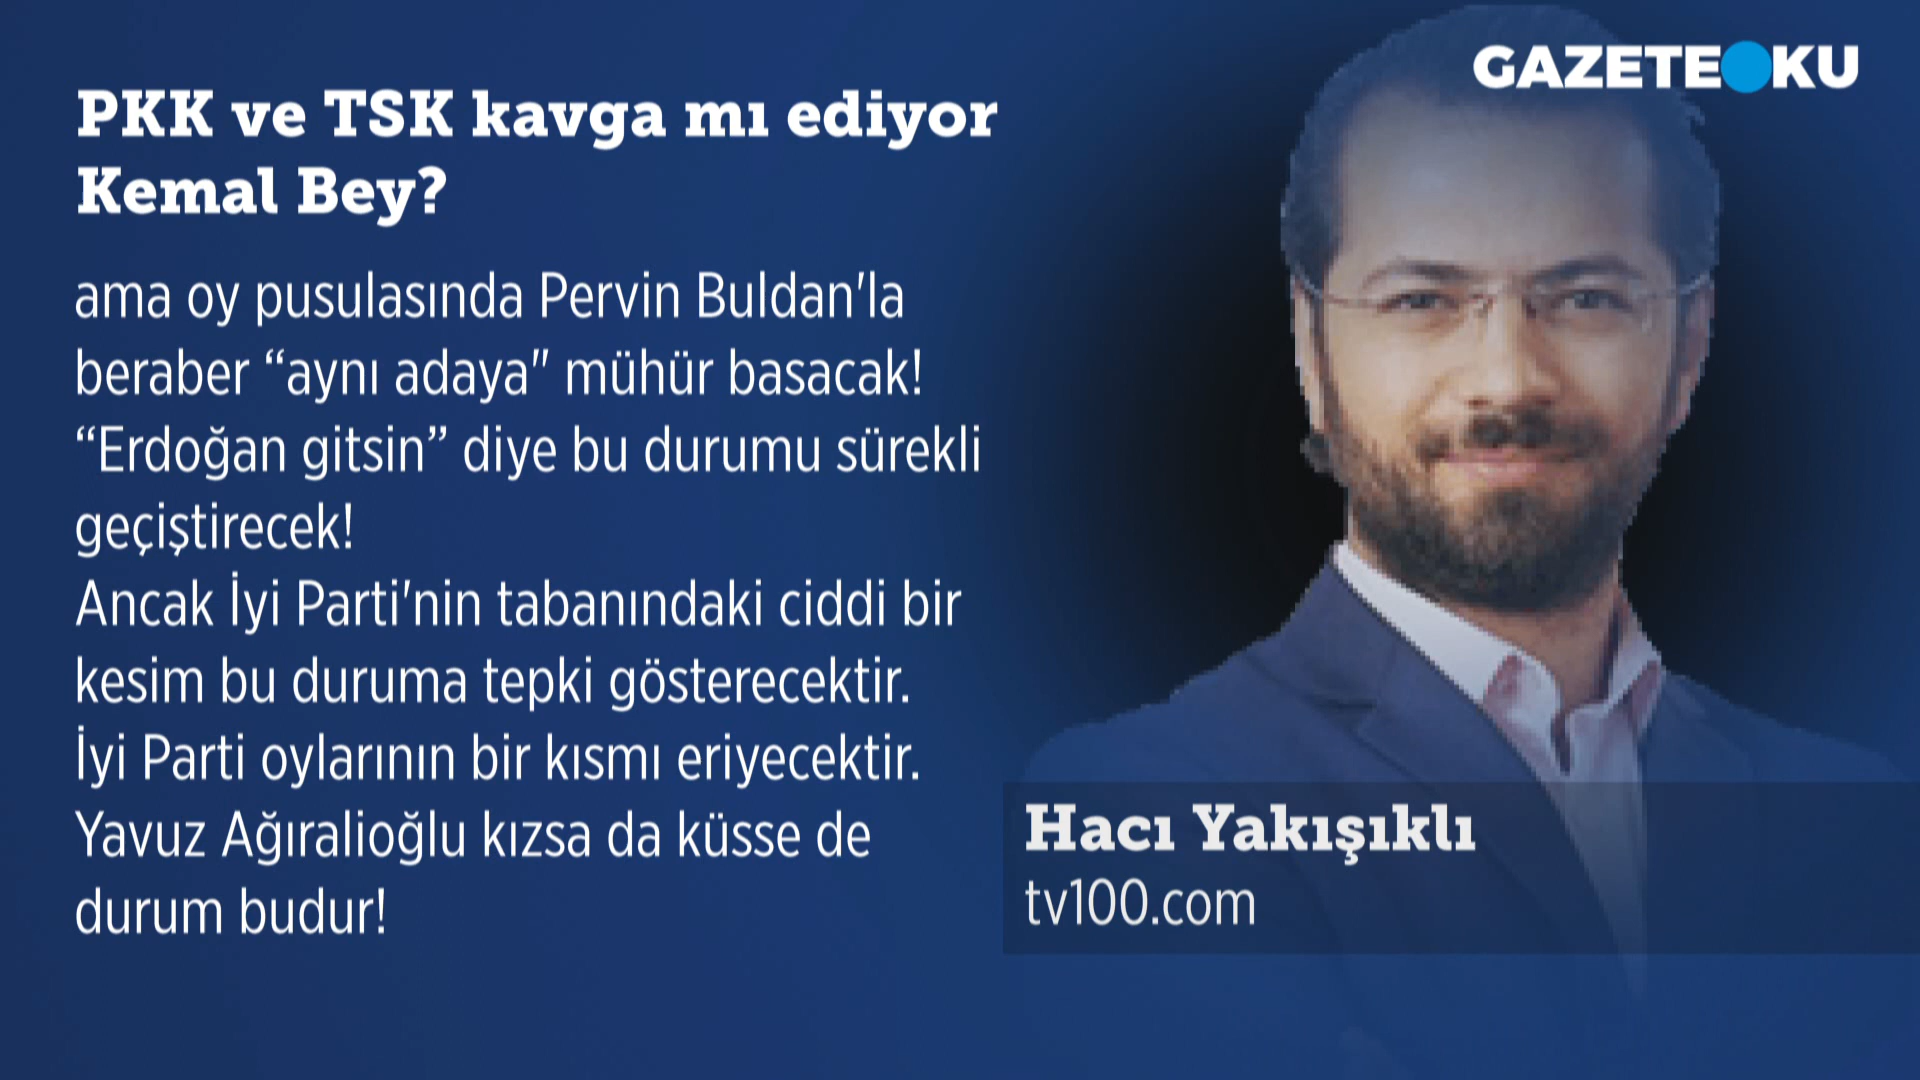 GAZETE KU
PKK ve TSK kavga mı ediyor
Kemal Bey?
ama oy pusulasında Pervin Buldan'la
beraber “aynı adaya" mühür basacak!
“Erdoğan gitsin” diye bu durumu sürekli
geçiştirecek!
Ancak İyi Parti'nin tabanındaki ciddi bir
kesim bu duruma tepki gösterecektir.
İyi Parti oylarının bir kısmı eriyecektir.
Yavuz Ağıralioğlu kızsa da küsse de
durum budur!
Hacı Yakışıklı
tv100.com